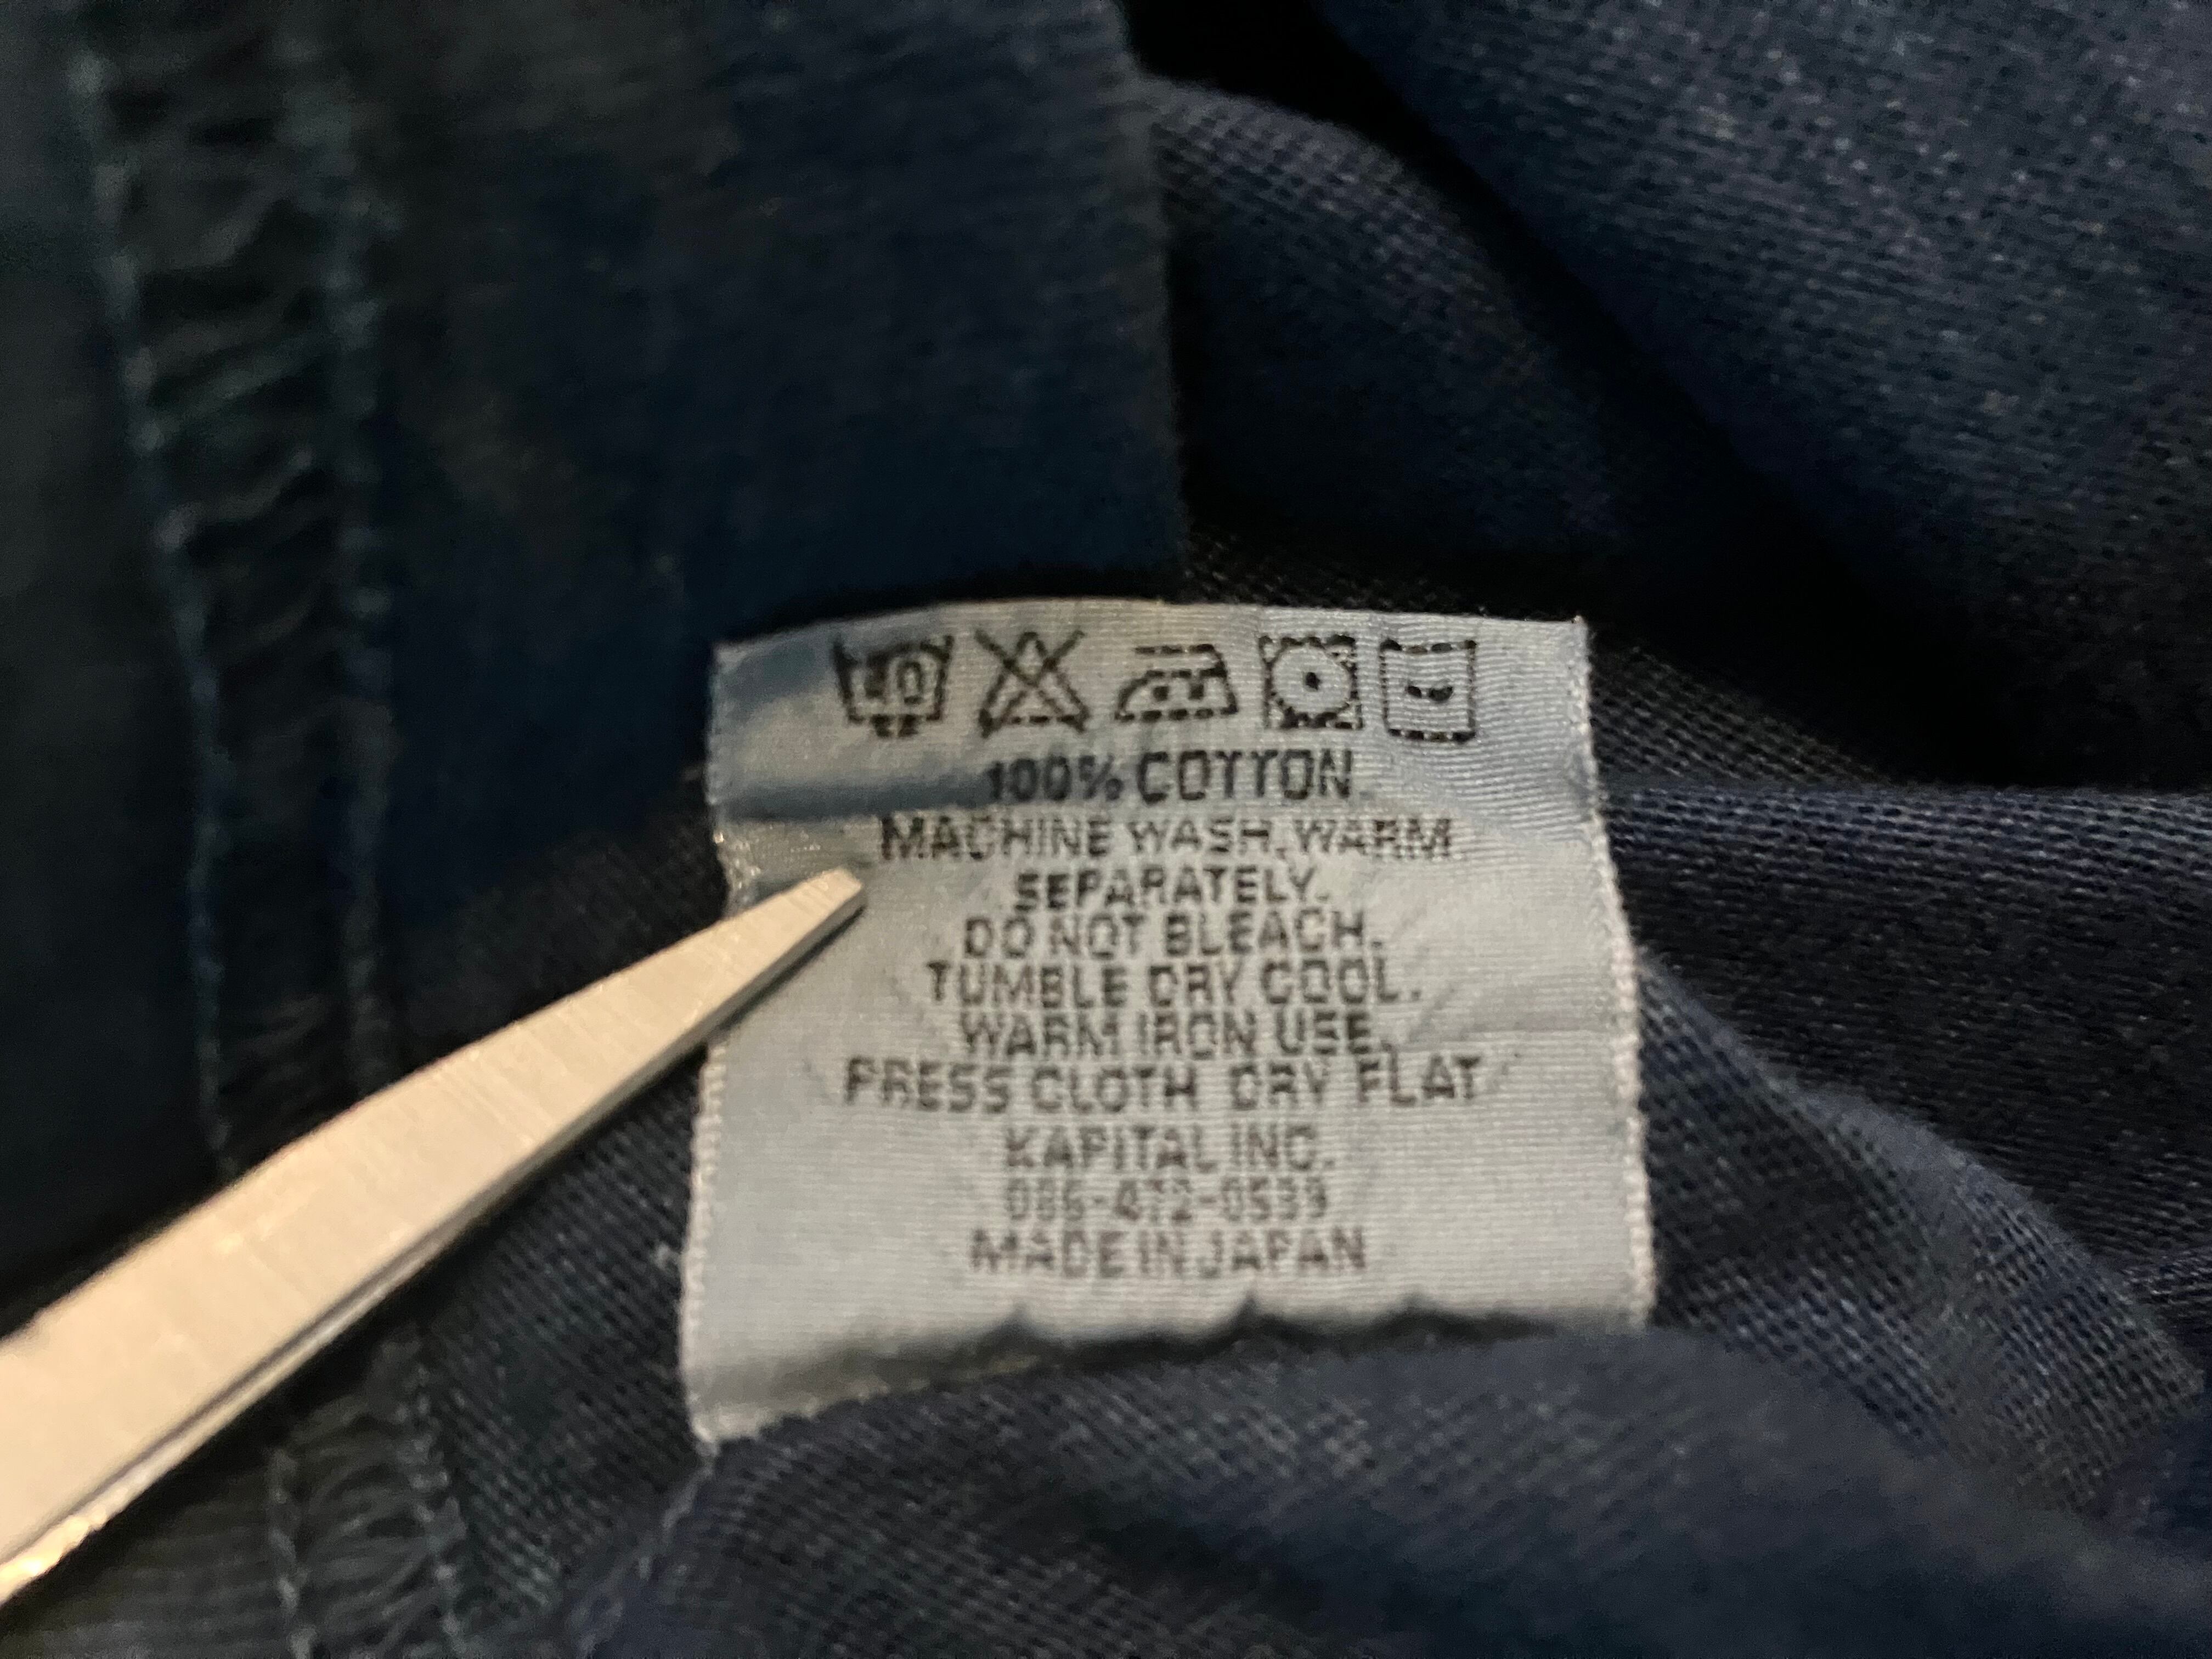 40
100% COTTON
MACHINE WASH, WARM
SEPARATELY.
DO NOT BLEACH.
TUMBLE DRY COOL.
WARM IRON USE.
PRESS CLOTH DRY FLAT
KAPITAL INC.
086-472-0539
MADE IN JAPAN